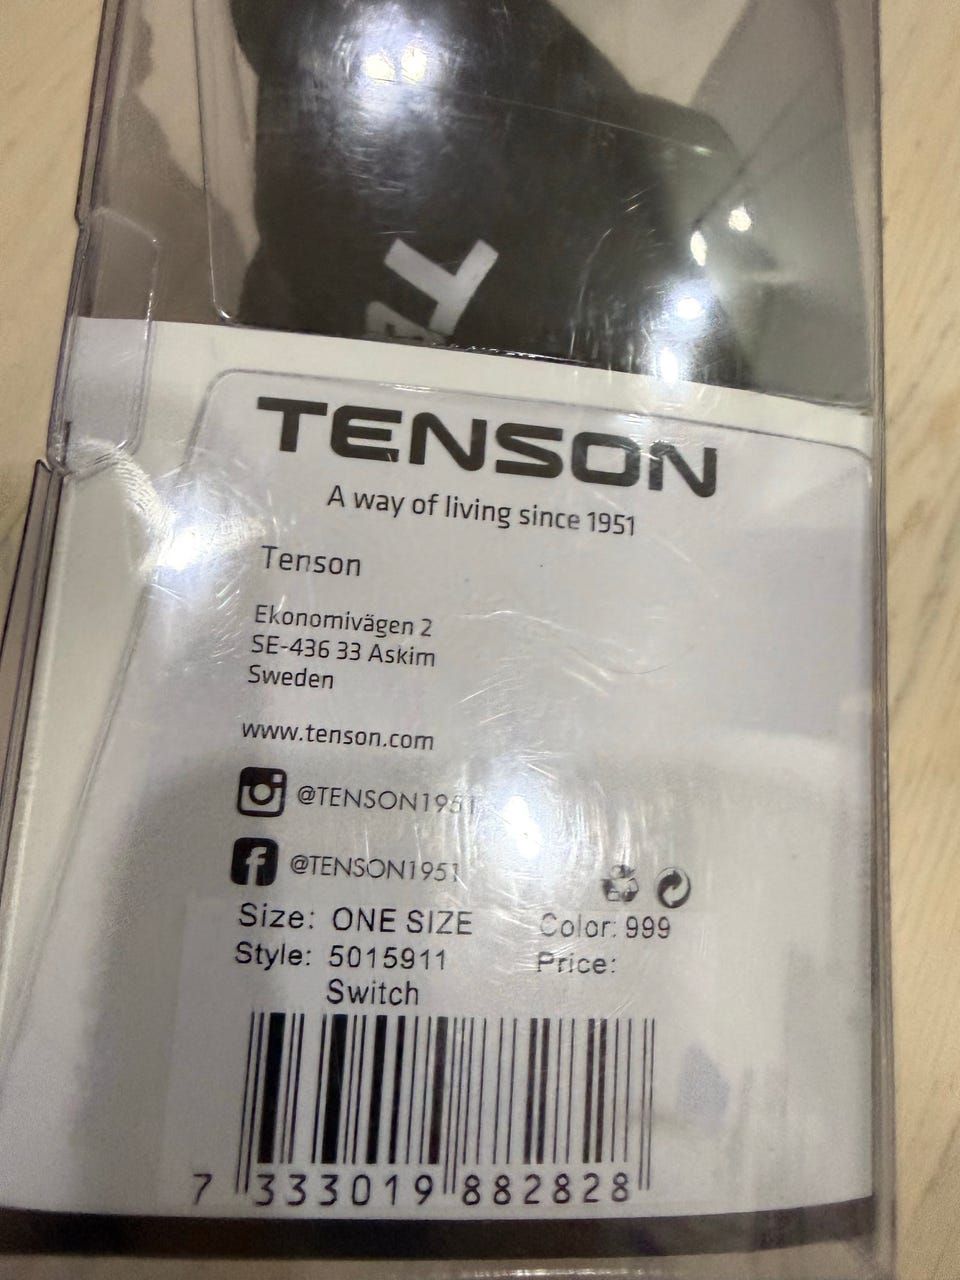 TENSON
A way of living since 1951
Tenson
Ekonomivägen 2
SE-436 33 Askim
Sweden
www.tenson.com
@TENSON1951
@TENSON1951
Size: ONE SIZE Color: 999
Style: 5015911 Price:
Switch
7 333019 882828